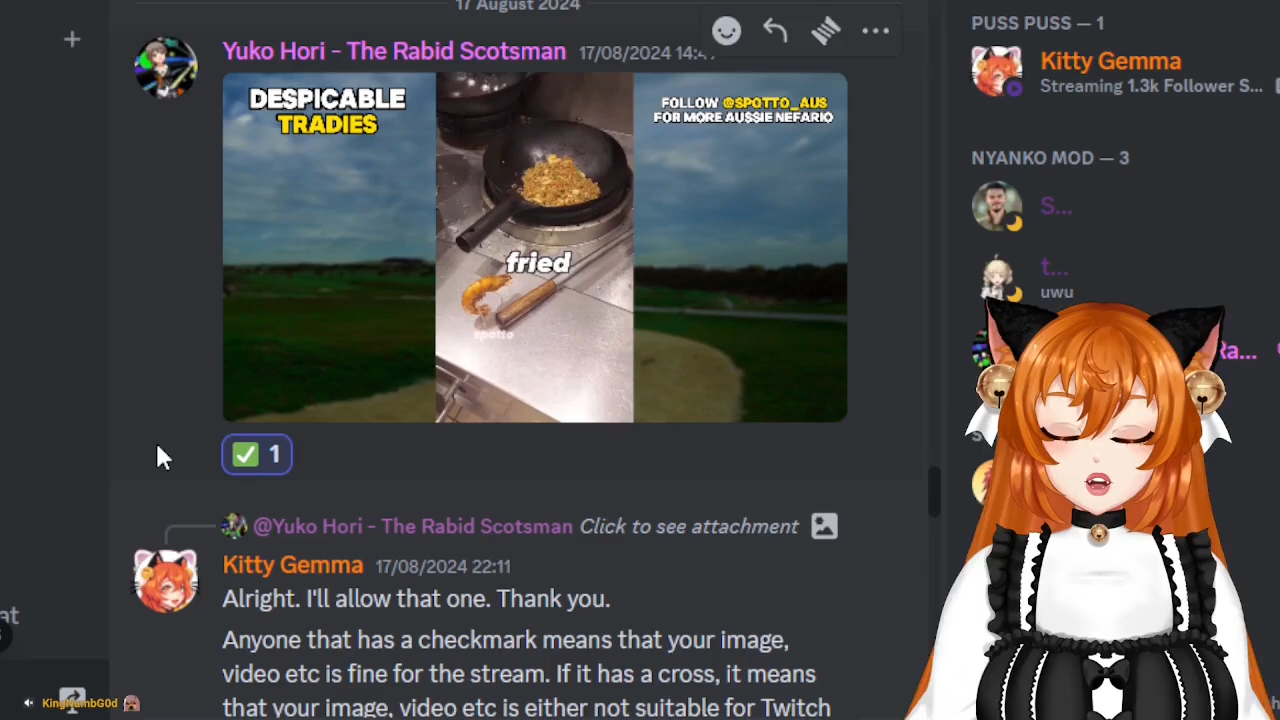 17 August 2024
PUSS PUSS — 1
Kitty Gemma
Streaming 1.3k Follower S...
Yuko Hori - The Rabid Scotsman 17/08/2024 14:4
DESPICABLE
TRADIES
FOLLOW @SPOTTO_AUS
FOR MORE AUSSIE NEFARIO
NYANKO MOD — 3
S...
t...
uwu
Ra...
fried
spotto
1
@Yuko Hori - The Rabid Scotsman Click to see attachment
Kitty Gemma 17/08/2024 22:11
Alright. I'll allow that one. Thank you.
Anyone that has a checkmark means that your image,
video etc is fine for the stream. If it has a cross, it means
that your image, video etc is either not suitable for Twitch
at
KingNumbG0d